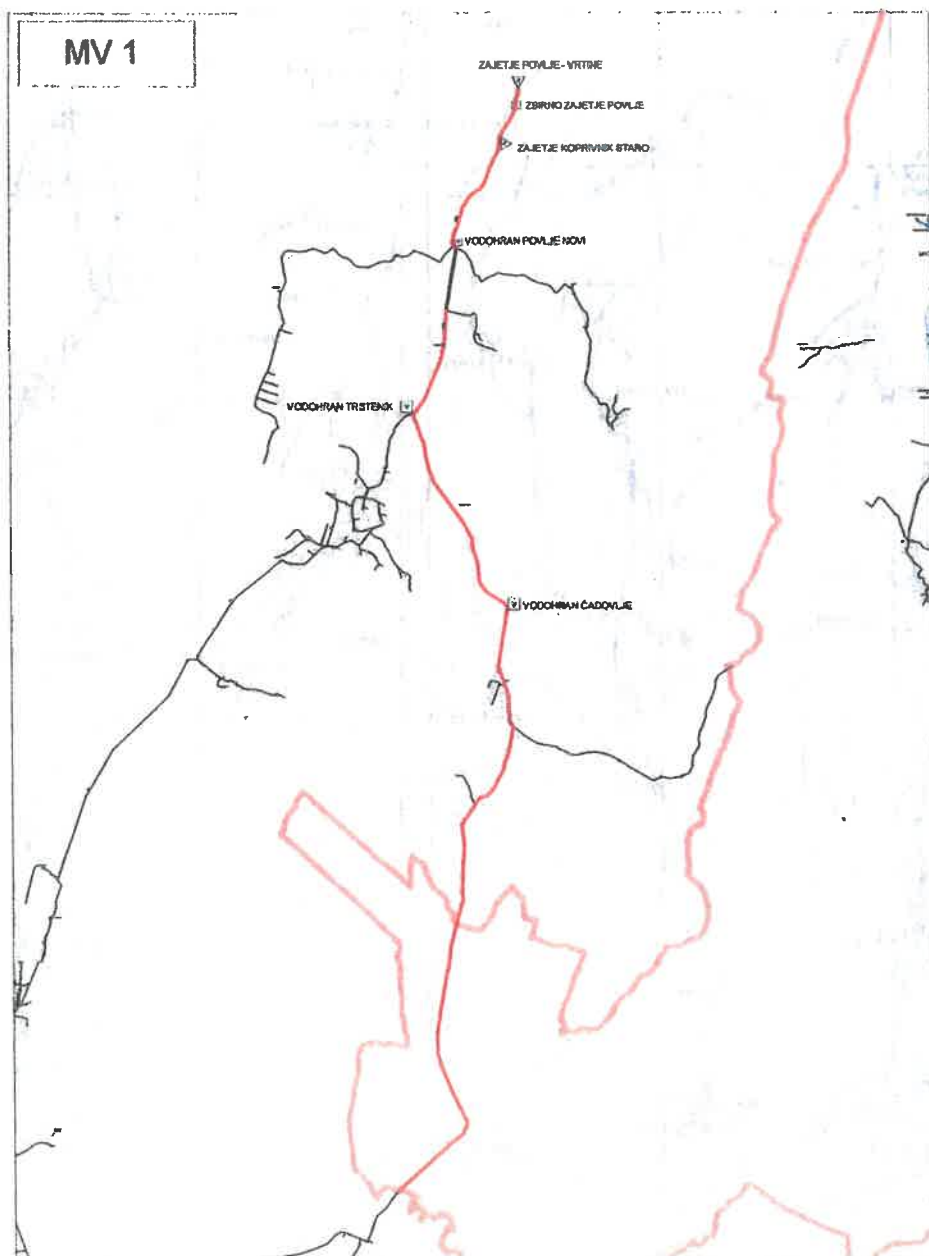 MV 1
ZAJETJE POVLJE - VRTINE
ZBIRNO ZAJETJE POVLJE
ZAJETJE KOPRIVNIK STARO
VODOHRAN POVLJE NOVI
VODOHRAN TRSTENIK
VODOHRAN ČADOVLJE